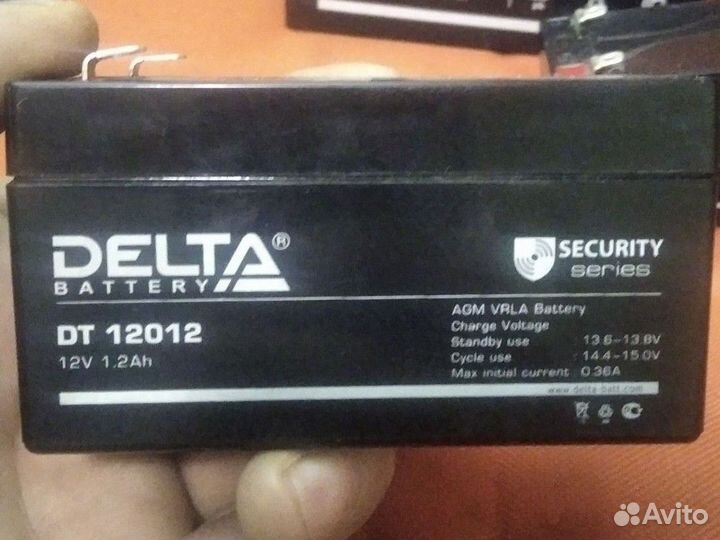 DELTA®
BATTERY
SECURITY
series
DT 12012
12V 1.2Ah
AGM VRLA Battery
Charge Voltage
Standby use : 13.6-13.8V
Cycle use : 14.4-15.0V
Max initial current : 0.36A
www.delta-batt.com
Avito